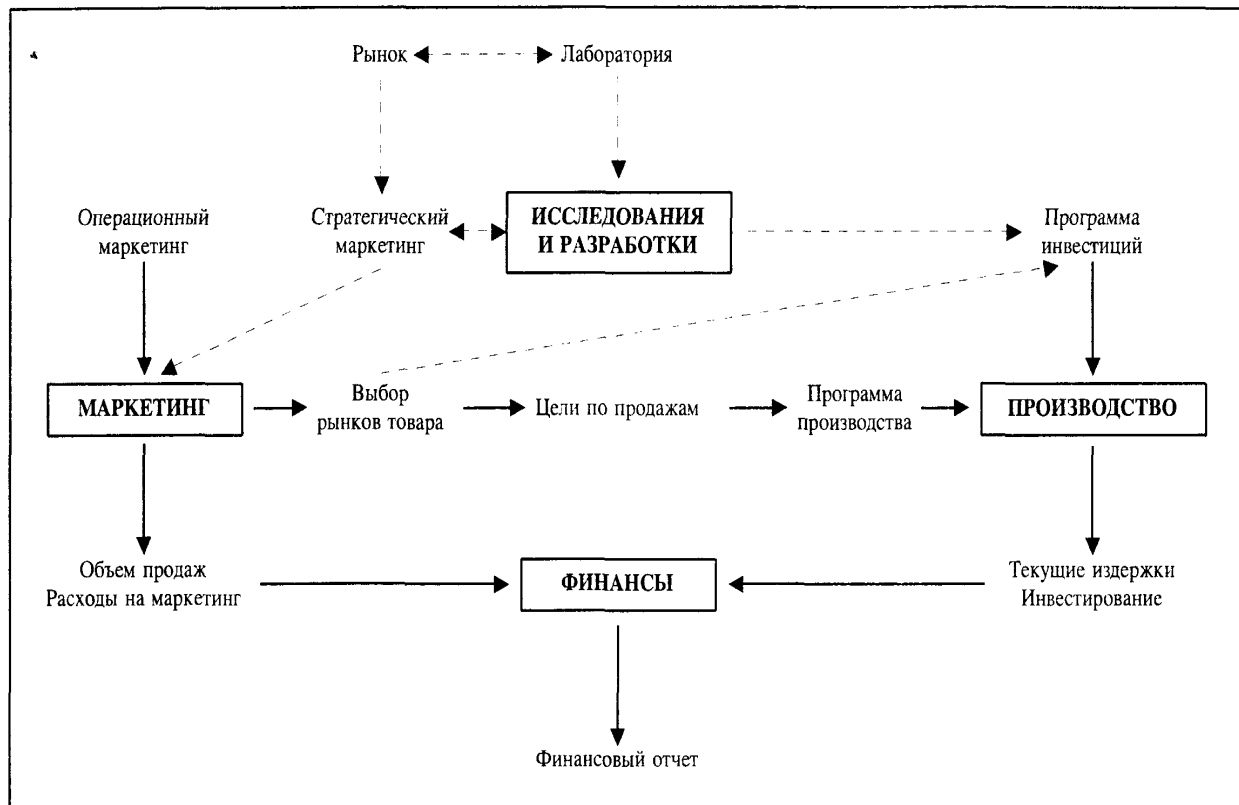 Рынок
Лаборатория
Операционный
маркетинг
Стратегический
маркетинг
ИССЛЕДОВАНИЯ
И РАЗРАБОТКИ
Программа
инвестиций
МАРКЕТИНГ
Выбор
рынков товара
Цели по продажам
Программа
производства
ПРОИЗВОДСТВО
Объем продаж
Расходы на маркетинг
ФИНАНСЫ
Текущие издержки
Инвестирование
Финансовый отчет